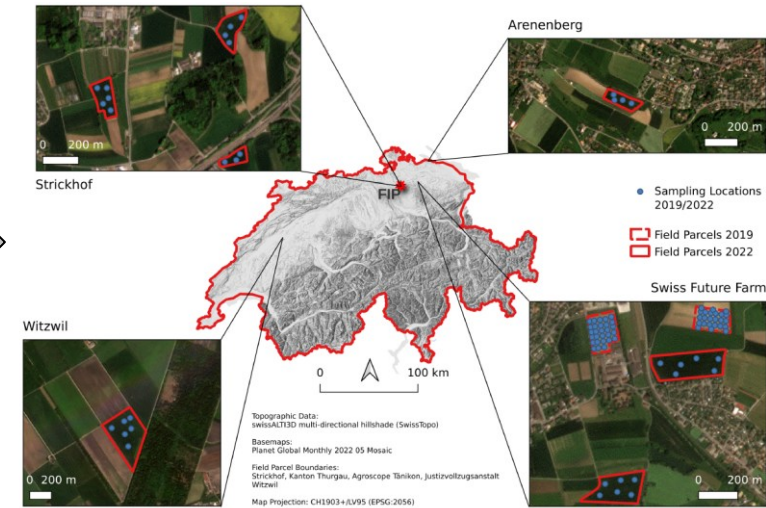 Arenenberg
0 200 m
0 200 m
Strickhof
FIP
Sampling Locations
2019/2022
Field Parcels 2019
Field Parcels 2022
Swiss Future Farm
Witzwil
0 100 km
Topographic Data:
swissALTI3D multi-directional hillshade (SwissTopo)
Basemaps:
Planet Global Monthly 2022 05 Mosaic
Field Parcel Boundaries:
Strickhof, Kanton Thurgau, Agroscope Tänikon, Justizvollzugsanstalt
Witzwil
Map Projection: CH1903+/LV95 (EPSG:2056)
0 200 m
0 200 m